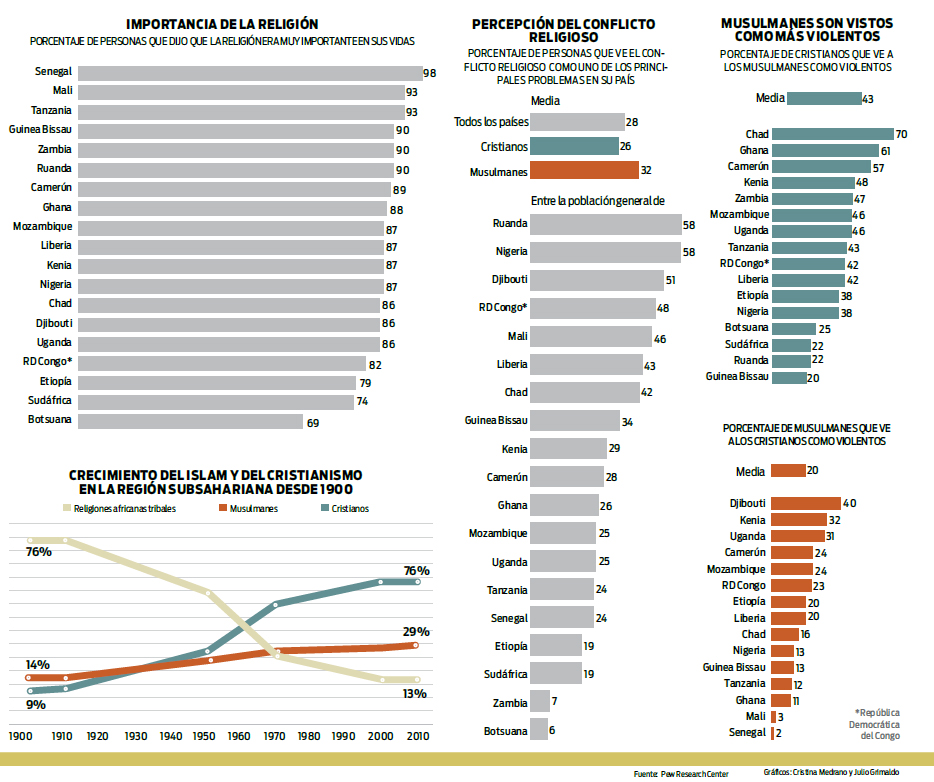 IMPORTANCIA DE LA RELIGIÓN
PORCENTAJE DE PERSONAS QUE DIJO QUE LA RELIGIÓN ERA MUY IMPORTANTE EN SUS VIDAS
Senegal 98
Mali 93
Tanzania 93
Guinea Bissau 90
Zambia 90
Ruanda 90
Camerún 89
Ghana 88
Mozambique 87
Liberia 87
Kenia 87
Nigeria 87
Chad 86
Djibouti 86
Uganda 86
RD Congo* 82
Etiopía 79
Sudáfrica 74
Botsuana 69
CRECIMIENTO DEL ISLAM Y DEL CRISTIANISMO
EN LA REGIÓN SUBSAHARIANA DESDE 1900
Religiones africanas tribales Musulmanes Cristianos
76%
14%
9%
76%
29%
13%
1900 1910 1920 1930 1940 1950 1960 1970 1980 1990 2000 2010
PERCEPCIÓN DEL CONFLICTO
RELIGIOSO
PORCENTAJE DE PERSONAS QUE VE EL CON-
FLICTO RELIGIOSO COMO UNO DE LOS PRINCI-
PALES PROBLEMAS EN SU PAÍS
Media
Todos los países 28
Cristianos 26
Musulmanes 32
Entre la población general de
Ruanda 58
Nigeria 58
Djibouti 51
RD Congo* 48
Mali 46
Liberia 43
Chad 42
Guinea Bissau 34
Kenia 29
Camerún 28
Ghana 26
Mozambique 25
Uganda 25
Tanzania 24
Senegal 24
Etiopía 19
Sudáfrica 19
Zambia 7
Botsuana 6
MUSULMANES SON VISTOS
COMO MÁS VIOLENTOS
PORCENTAJE DE CRISTIANOS QUE VE A
LOS MUSULMANES COMO VIOLENTOS
Media 43
Chad 70
Ghana 61
Camerún 57
Kenia 48
Zambia 47
Mozambique 46
Uganda 46
Tanzania 43
RD Congo* 42
Liberia 42
Etiopía 38
Nigeria 38
Botsuana 25
Sudáfrica 22
Ruanda 22
Guinea Bissau 20
PORCENTAJE DE MUSULMANES QUE VE
A LOS CRISTIANOS COMO VIOLENTOS
Media 20
Djibouti 40
Kenia 32
Uganda 31
Camerún 24
Mozambique 24
RD Congo 23
Etiopía 20
Liberia 20
Chad 16
Nigeria 13
Guinea Bissau 13
Tanzania 12
Ghana 11
Mali 3
Senegal 2
*República
Democrática
del Congo
Fuente: Pew Research Center
Gráficos: Cristina Medrano y Julio Grimaldo